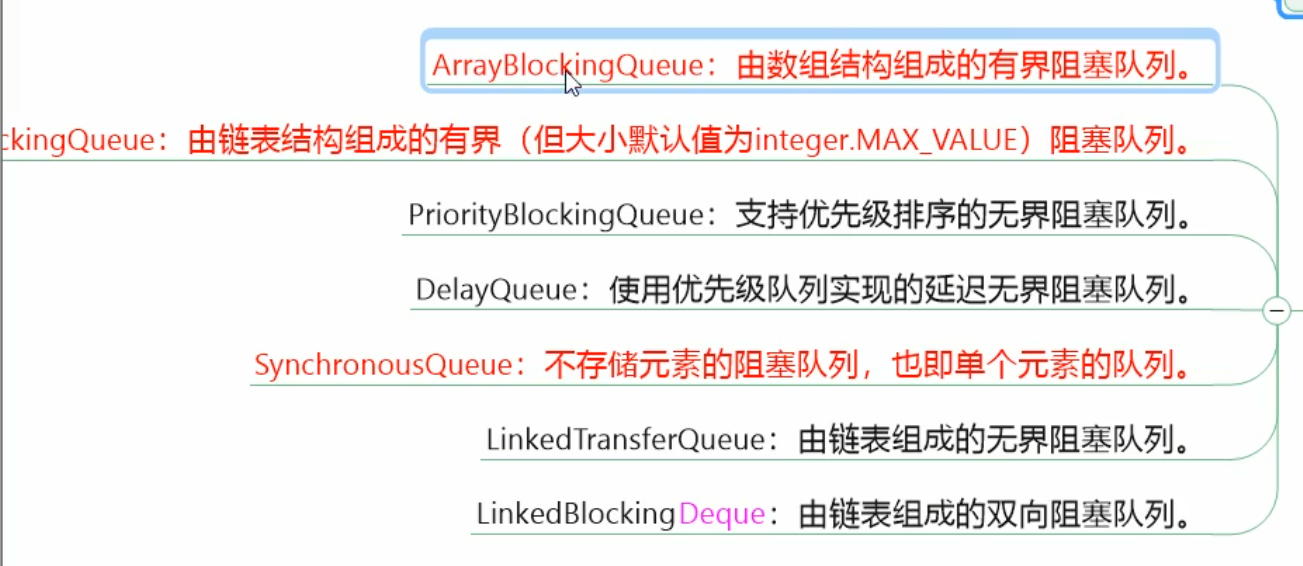 ArrayBlockingQueue：由数组结构组成的有界阻塞队列。
ckingQueue：由链表结构组成的有界（但大小默认值为integer.MAX_VALUE）阻塞队列。
PriorityBlockingQueue：支持优先级排序的无界阻塞队列。
DelayQueue：使用优先级队列实现的延迟无界阻塞队列。
SynchronousQueue：不存储元素的阻塞队列，也即单个元素的队列。
LinkedTransferQueue：由链表组成的无界阻塞队列。
LinkedBlockingDeque：由链表组成的双向阻塞队列。